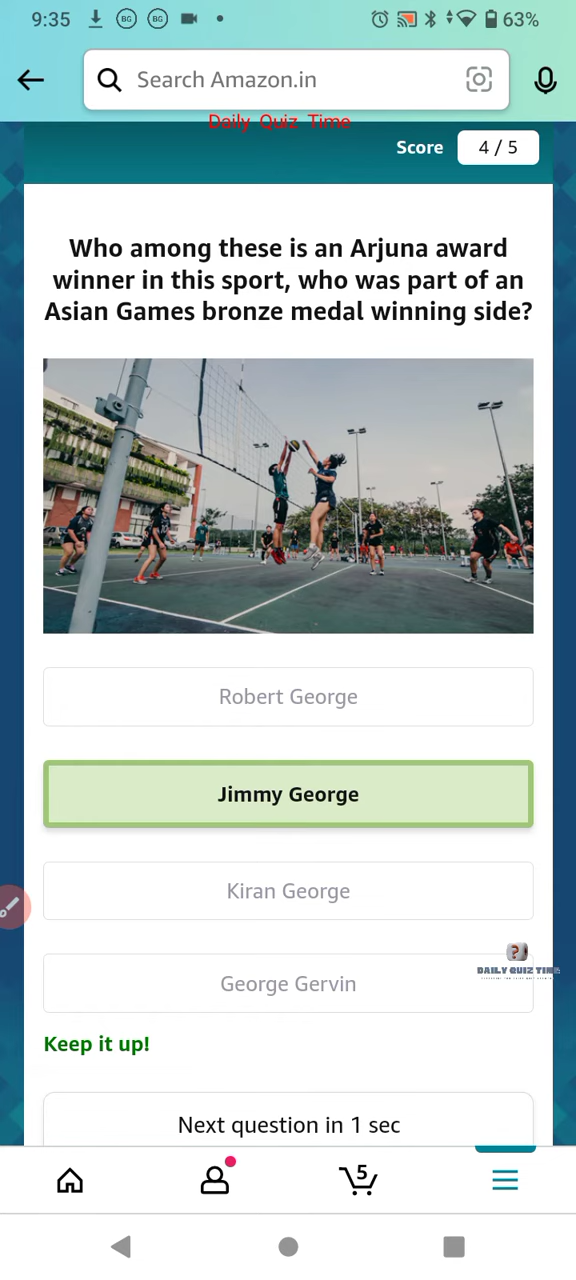 9:35
BG BG
63%
Search Amazon.in
Daily Quiz Time
Score 4 / 5
Who among these is an Arjuna award
winner in this sport, who was part of an
Asian Games bronze medal winning side?
Robert George
Jimmy George
Kiran George
George Gervin
?
DAILY QUIZ TIME
Keep it up!
Next question in 1 sec
5